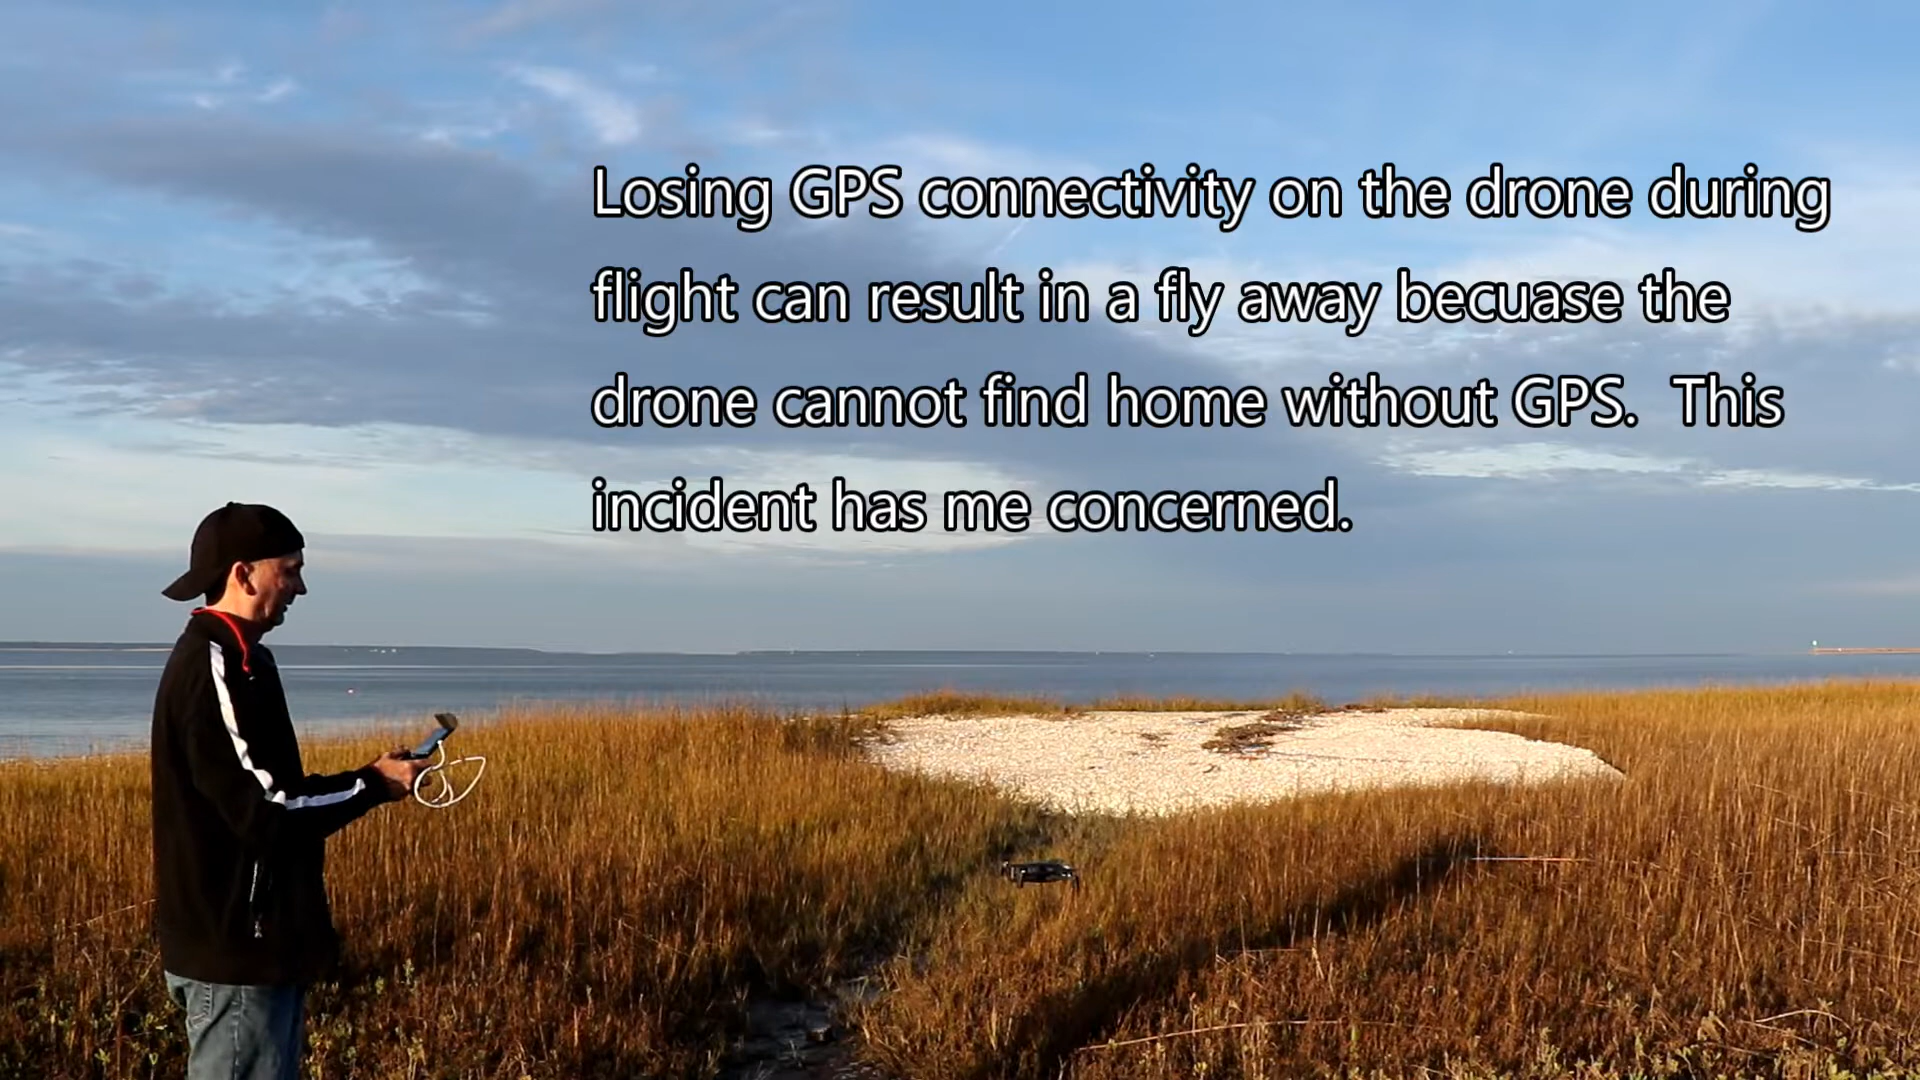 Losing GPS connectivity on the drone during
flight can result in a fly away becuase the
drone cannot find home without GPS.  This
incident has me concerned.